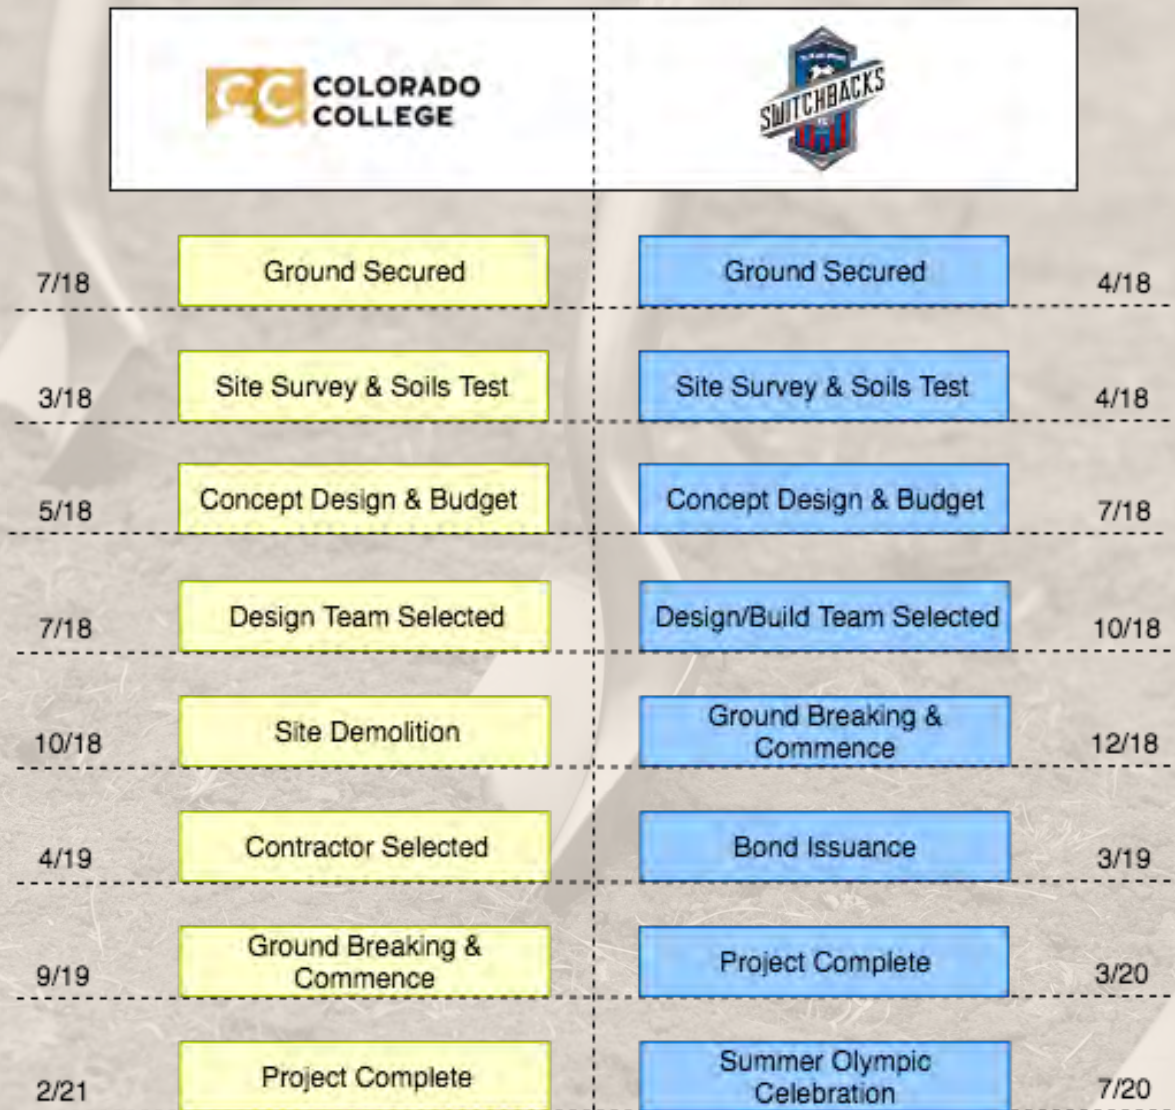 CC COLORADO
COLLEGE
SWITCHBACKS
7/18 Ground Secured Ground Secured 4/18
3/18 Site Survey & Soils Test Site Survey & Soils Test 4/18
5/18 Concept Design & Budget Concept Design & Budget 7/18
7/18 Design Team Selected Design/Build Team Selected 10/18
10/18 Site Demolition Ground Breaking &
Commence 12/18
4/19 Contractor Selected Bond Issuance 3/19
9/19 Ground Breaking &
Commence Project Complete 3/20
2/21 Project Complete Summer Olympic
Celebration 7/20